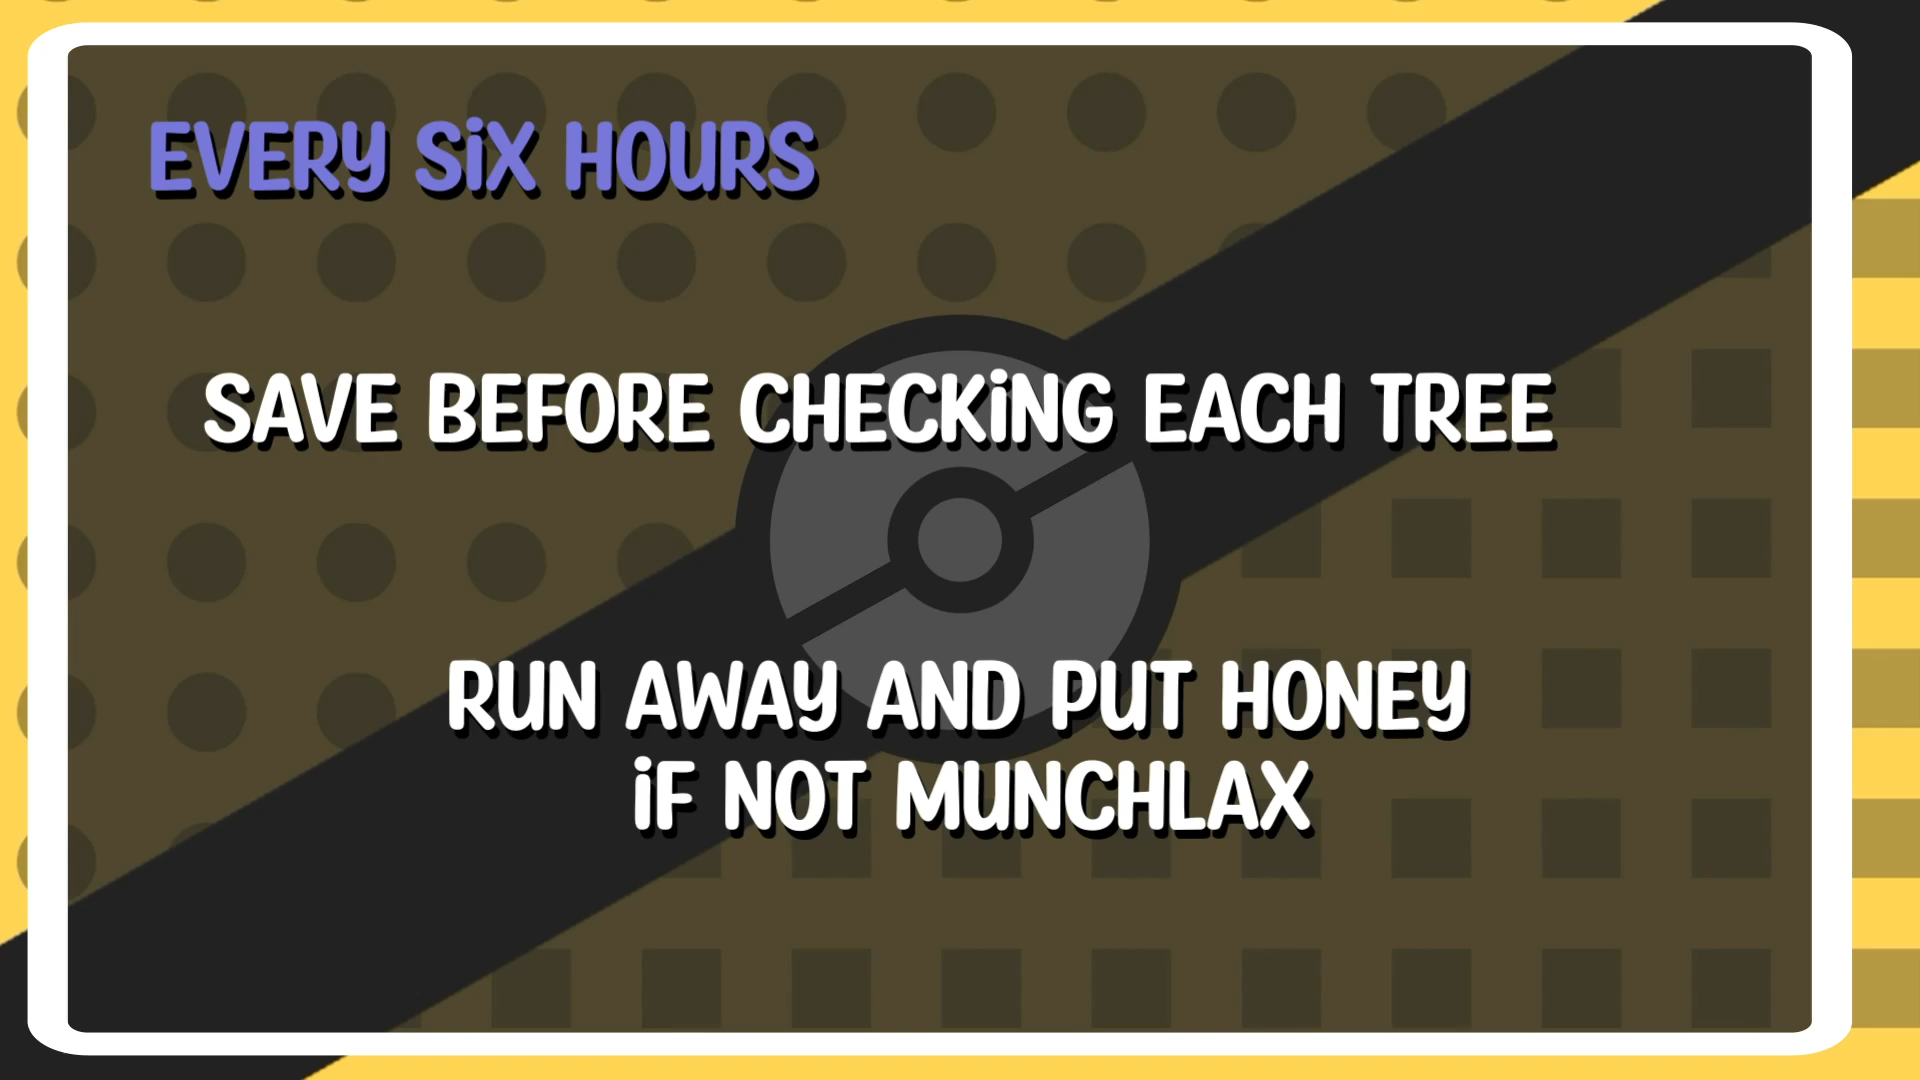 EVERY SIX HOURS
SAVE BEFORE CHECKING EACH TREE
RUN AWAY AND PUT HONEY
IF NOT MUNCHLAX